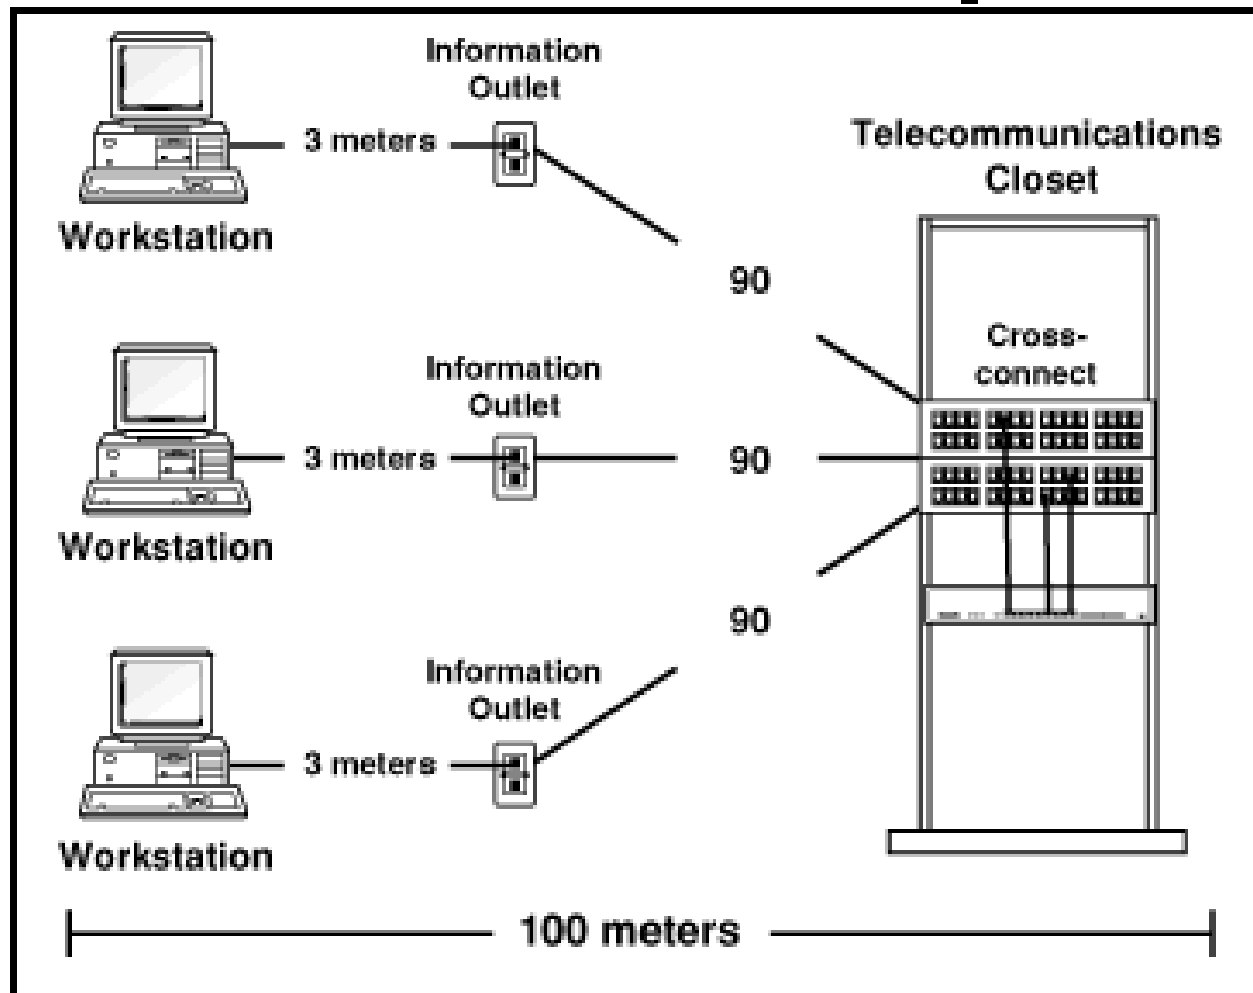 Information
Outlet
3 meters
Workstation
90
Telecommunications
Closet
Cross-
connect
Information
Outlet
3 meters
90
Workstation
90
Information
Outlet
3 meters
Workstation
100 meters